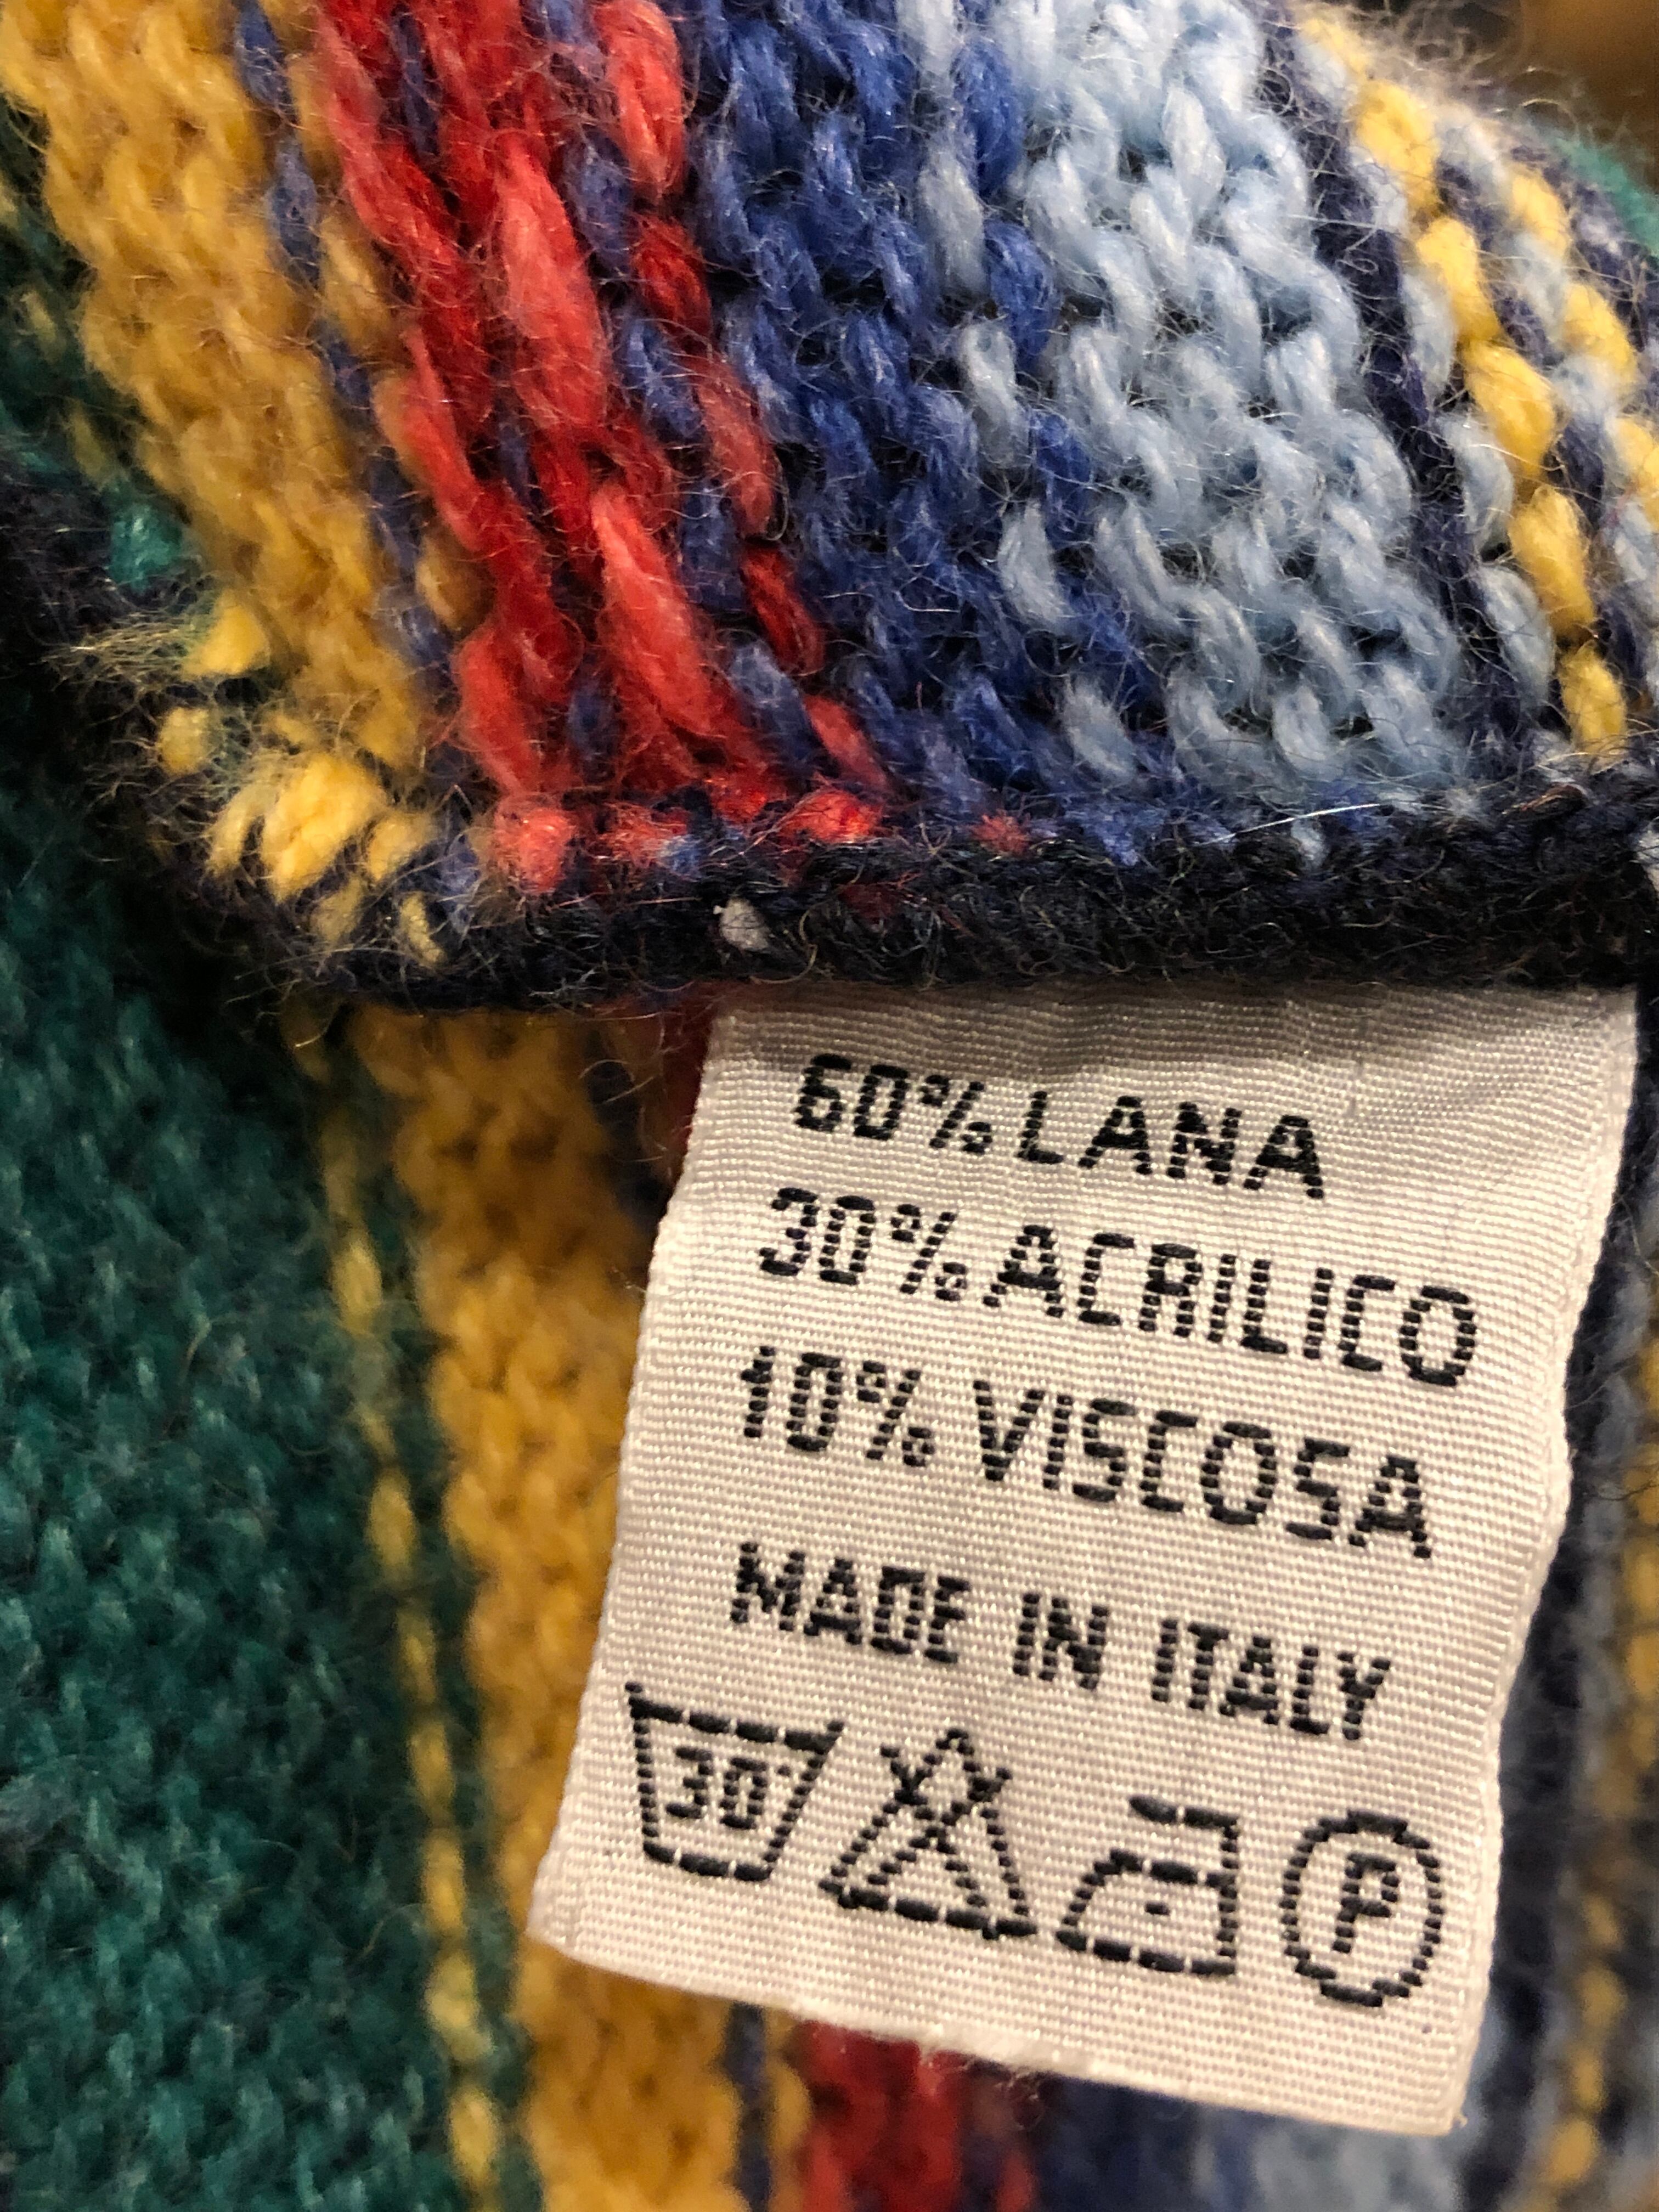 60% LANA
30% ACRILICO
10% VISCOSA
MADE IN ITALY
30° P